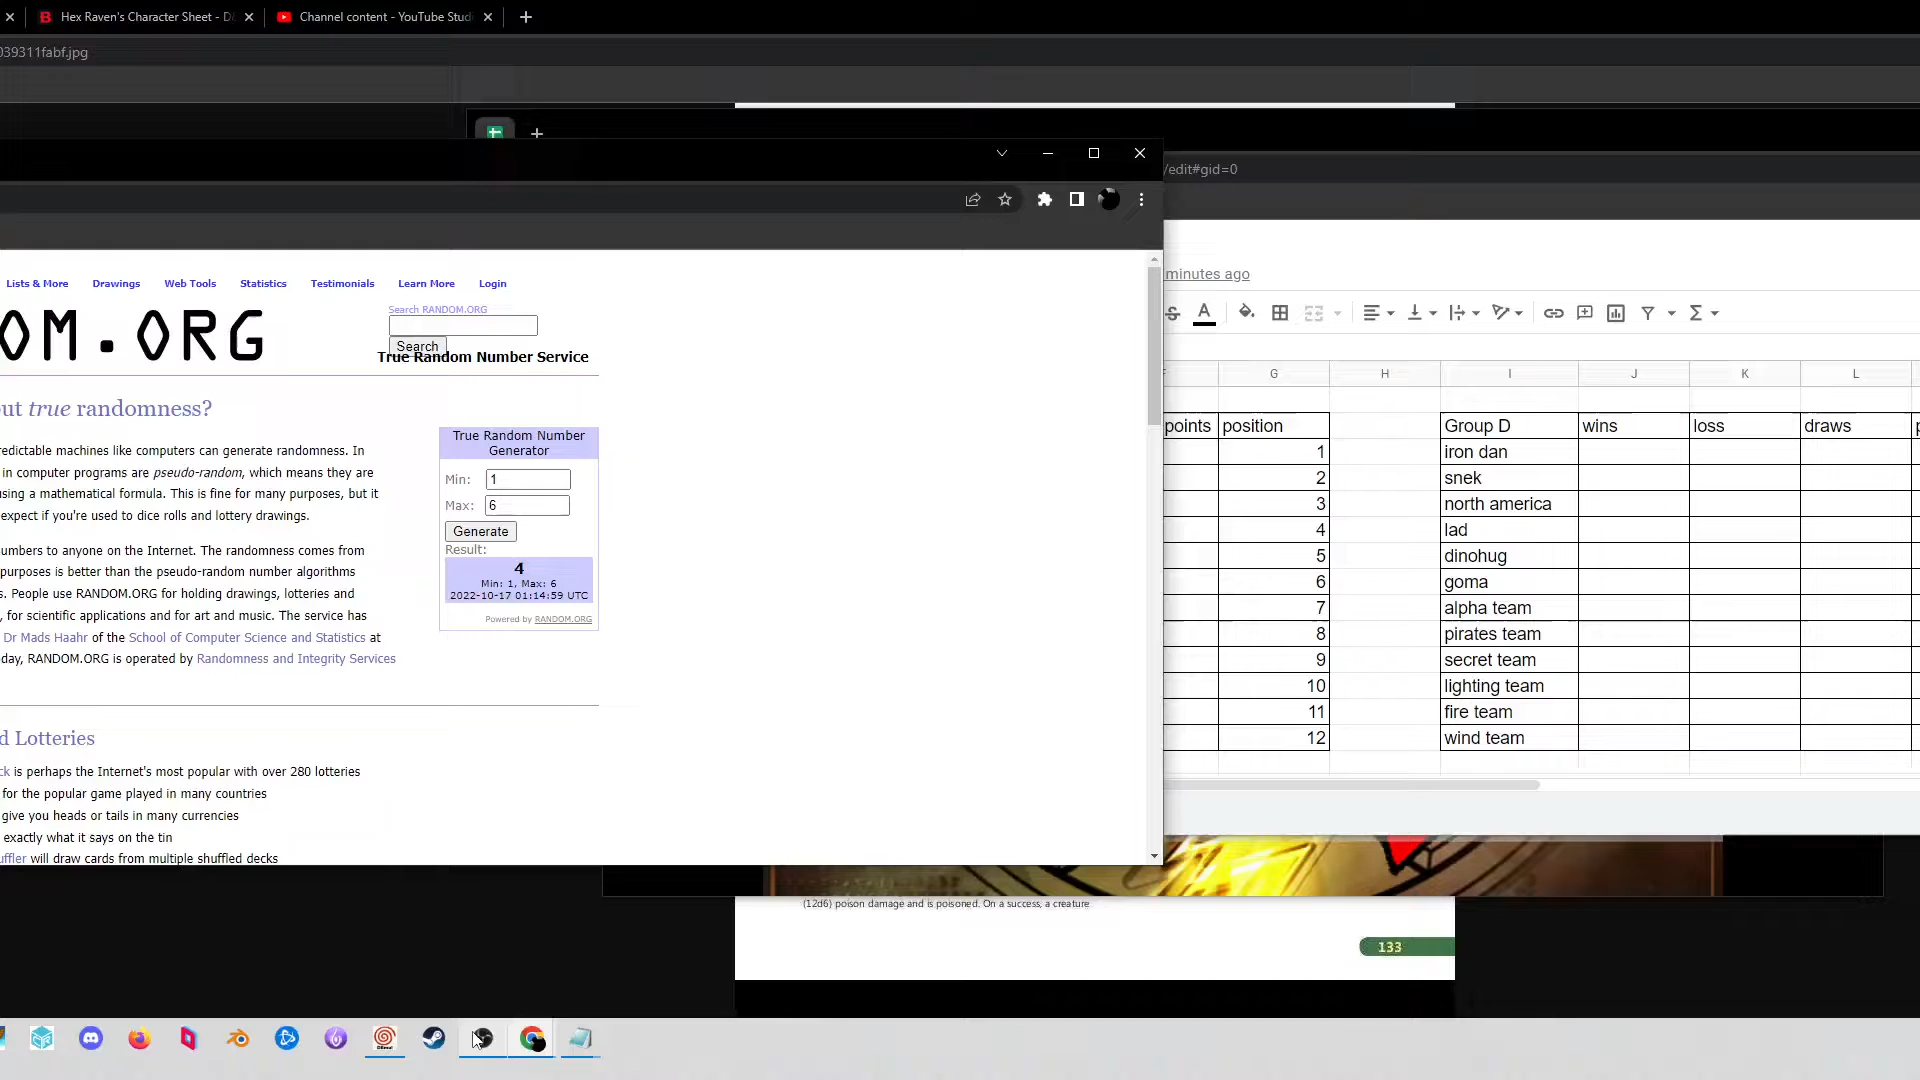 Hex Raven's Character Sheet - D
Channel content - YouTube Studi
039311fabf.jpg
/edit#gid=0
Lists & More Drawings Web Tools Statistics Testimonials Learn More Login
Search RANDOM.ORG
OM.ORG
Search
True Random Number Service
ut true randomness?
redictable machines like computers can generate randomness. In
in computer programs are pseudo-random, which means they are
using a mathematical formula. This is fine for many purposes, but it
expect if you're used to dice rolls and lottery drawings.
umbers to anyone on the Internet. The randomness comes from
purposes is better than the pseudo-random number algorithms
s. People use RANDOM.ORG for holding drawings, lotteries and
, for scientific applications and for art and music. The service has
Dr Mads Haahr of the School of Computer Science and Statistics at
day, RANDOM.ORG is operated by Randomness and Integrity Services
True Random Number
Generator
Min: 1
Max: 6
Generate
Result:
4
Min: 1, Max: 6
2022-10-17 01:14:59 UTC
Powered by RANDOM.ORG
d Lotteries
ck is perhaps the Internet's most popular with over 280 lotteries
for the popular game played in many countries
give you heads or tails in many currencies
exactly what it says on the tin
uffler will draw cards from multiple shuffled decks
minutes ago
G H I J K L
points position Group D wins loss draws
1 iron dan
2 snek
3 north america
4 lad
5 dinohug
6 goma
7 alpha team
8 pirates team
9 secret team
10 lighting team
11 fire team
12 wind team
(12d6) poison damage and is poisoned. On a success, a creature
133